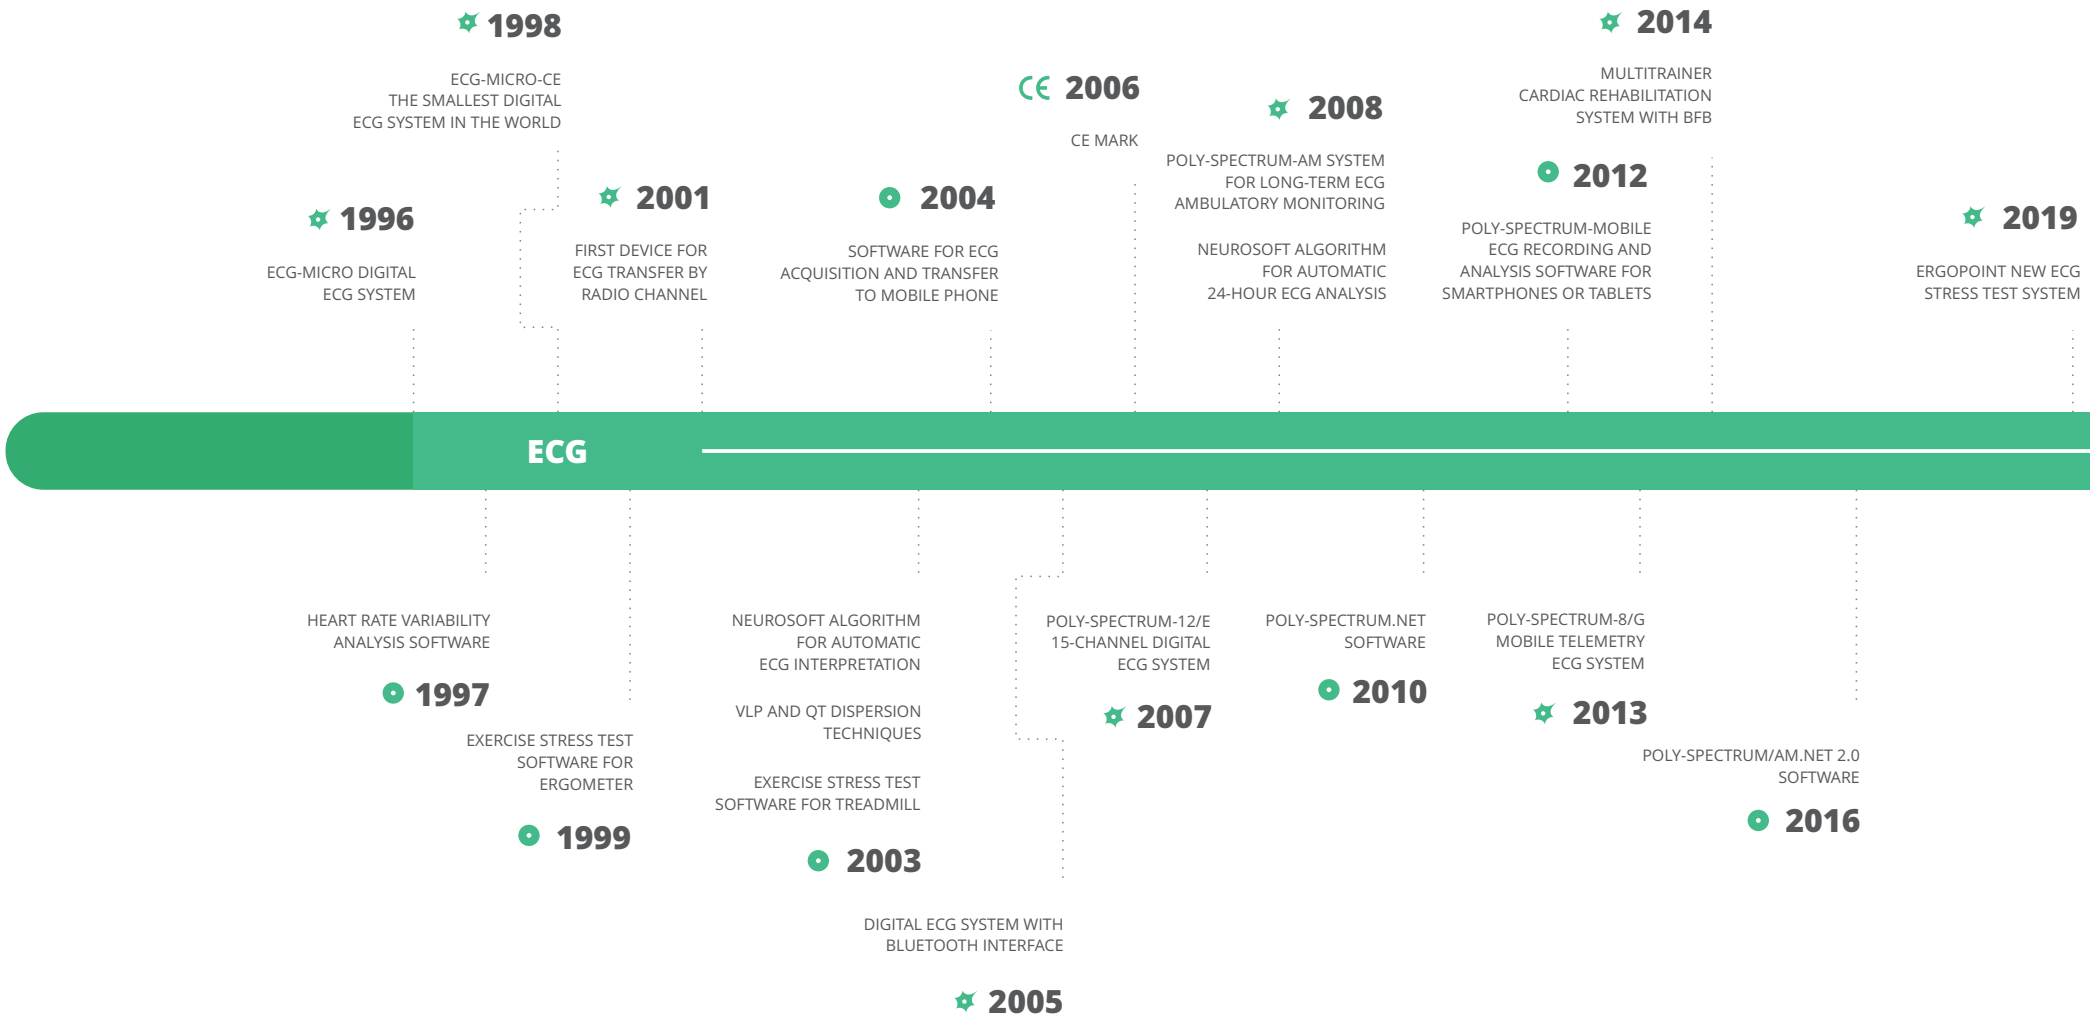 1998
ECG-MICRO-CE
THE SMALLEST DIGITAL
ECG SYSTEM IN THE WORLD
1996
ECG-MICRO DIGITAL
ECG SYSTEM
2001
FIRST DEVICE FOR
ECG TRANSFER BY
RADIO CHANNEL
2004
SOFTWARE FOR ECG
ACQUISITION AND TRANSFER
TO MOBILE PHONE
CE 2006
CE MARK
2008
POLY-SPECTRUM-AM SYSTEM
FOR LONG-TERM ECG
AMBULATORY MONITORING
NEUROSOFT ALGORITHM
FOR AUTOMATIC
24-HOUR ECG ANALYSIS
2014
MULTITRAINER
CARDIAC REHABILITATION
SYSTEM WITH BFB
2012
POLY-SPECTRUM-MOBILE
ECG RECORDING AND
ANALYSIS SOFTWARE FOR
SMARTPHONES OR TABLETS
2019
ERGOPOINT NEW ECG
STRESS TEST SYSTEM
ECG
HEART RATE VARIABILITY
ANALYSIS SOFTWARE
1997
EXERCISE STRESS TEST
SOFTWARE FOR
ERGOMETER
1999
NEUROSOFT ALGORITHM
FOR AUTOMATIC
ECG INTERPRETATION
VLP AND QT DISPERSION
TECHNIQUES
EXERCISE STRESS TEST
SOFTWARE FOR TREADMILL
2003
DIGITAL ECG SYSTEM WITH
BLUETOOTH INTERFACE
2005
POLY-SPECTRUM-12/E
15-CHANNEL DIGITAL
ECG SYSTEM
2007
POLY-SPECTRUM.NET
SOFTWARE
2010
POLY-SPECTRUM-8/G
MOBILE TELEMETRY
ECG SYSTEM
2013
POLY-SPECTRUM/AM.NET 2.0
SOFTWARE
2016